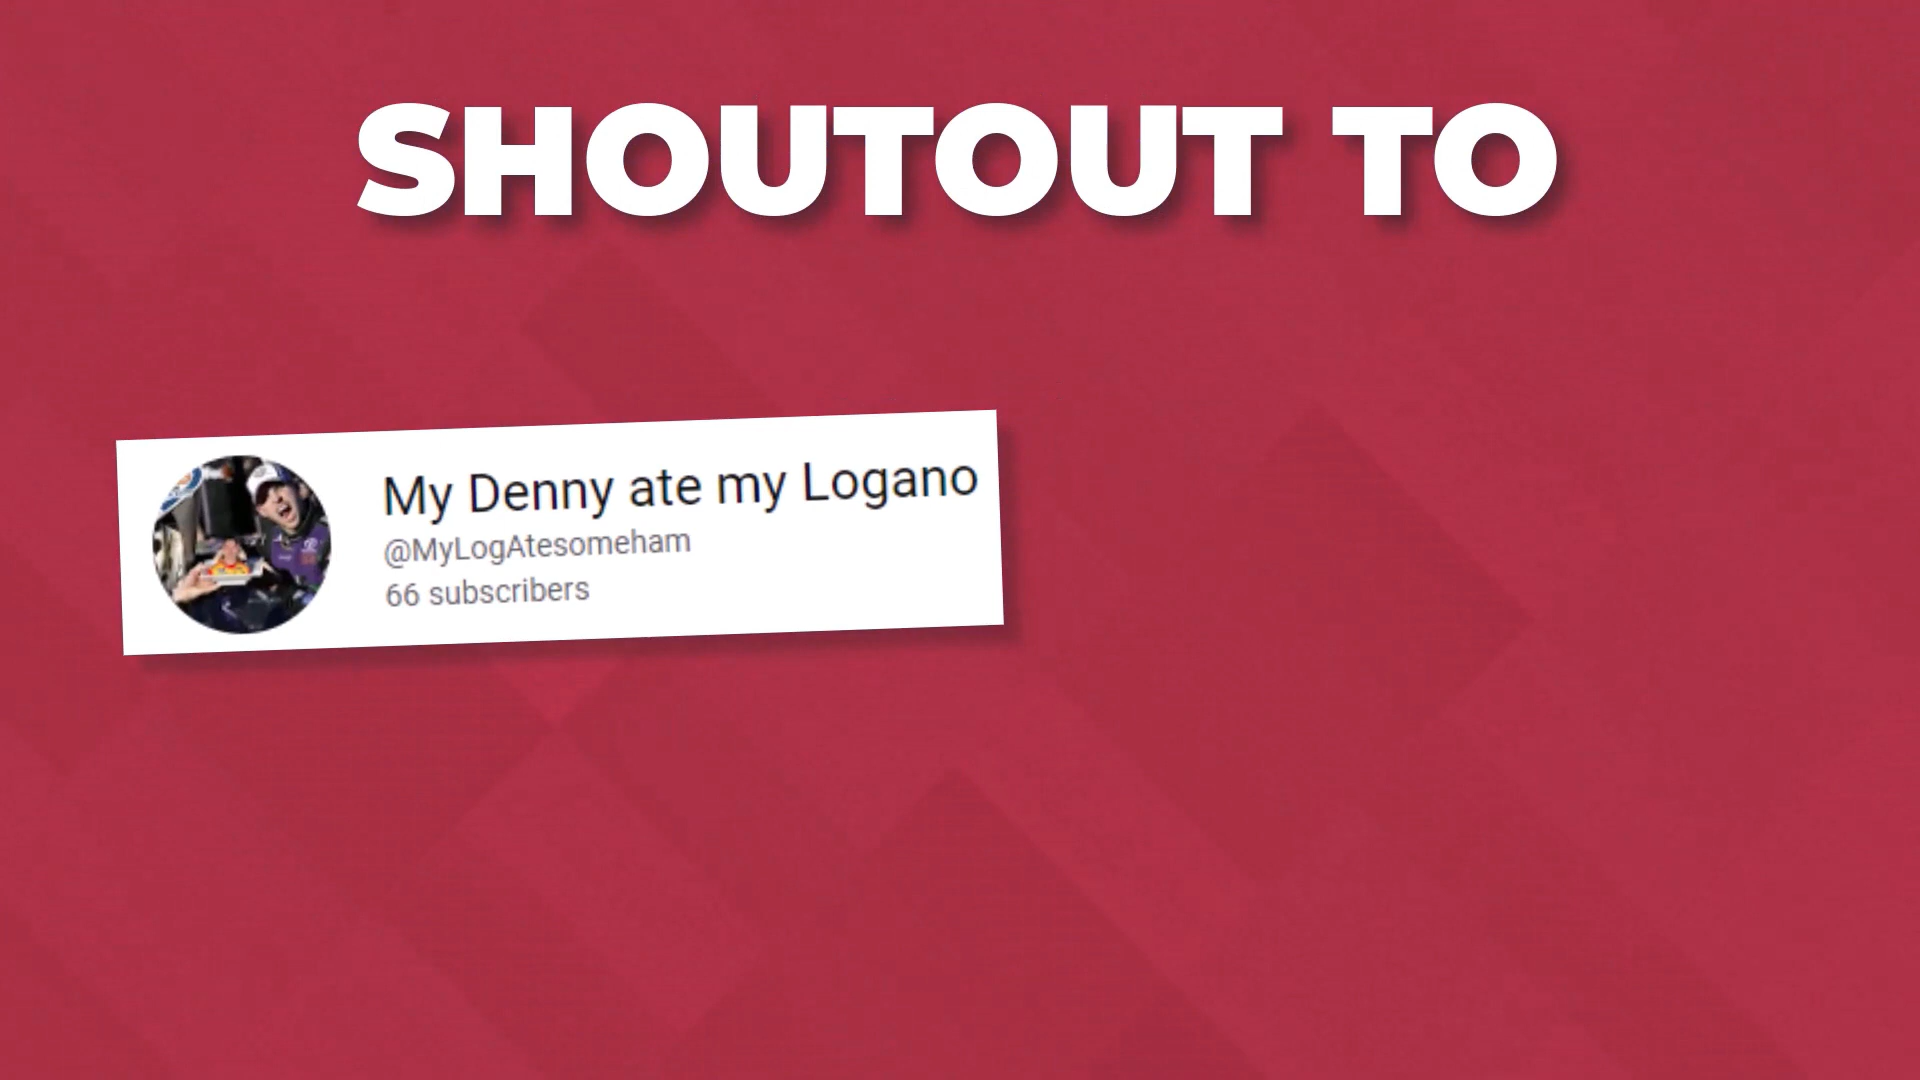 SHOUTOUT TO
My Denny ate my Logano
@MyLogAtesomeham
66 subscribers